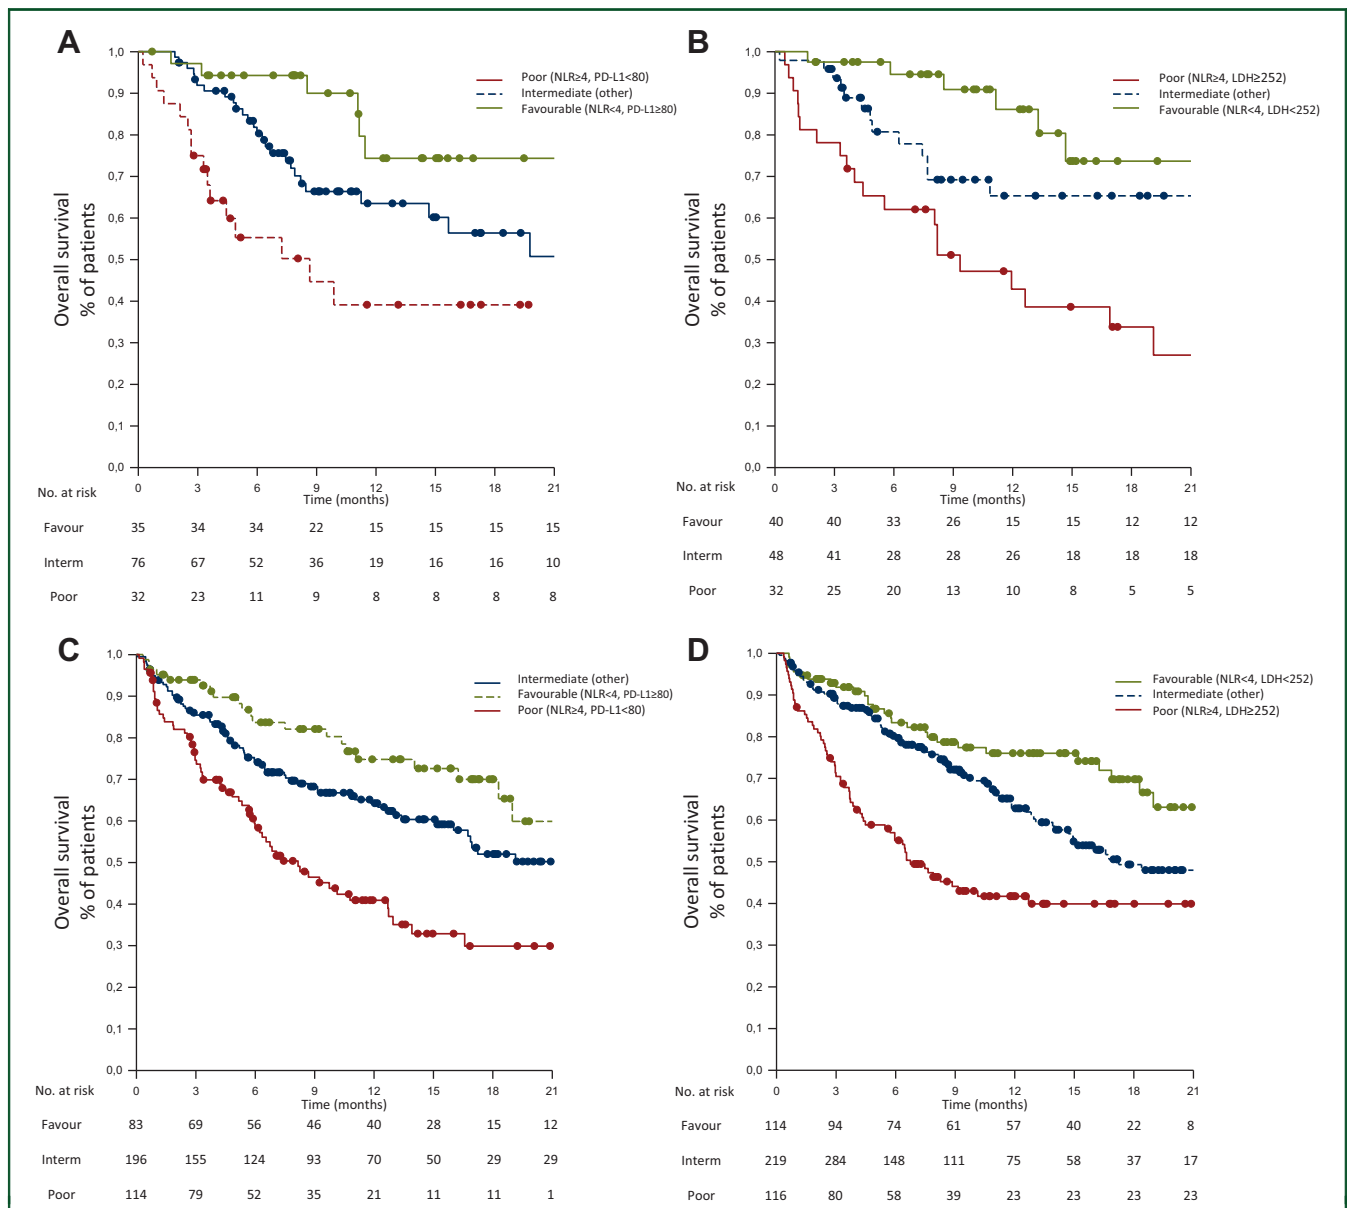 A
Overall survival
% of patients
1,0
0,9
0,8
0,7
0,6
0,5
0,4
0,3
0,2
0,1
0,0
Poor (NLR≥4, PD-L1<80)
Intermediate (other)
Favourable (NLR<4, PD-L1≥80)
0 3 6 9 12 15 18 21
Time (months)
No. at risk
Favour 35 34 34 22 15 15 15 15
Interm 76 67 52 36 19 16 16 10
Poor 32 23 11 9 8 8 8 8
B
Overall survival
% of patients
1,0
0,9
0,8
0,7
0,6
0,5
0,4
0,3
0,2
0,1
0,0
Poor (NLR≥4, LDH≥252)
Intermediate (other)
Favourable (NLR<4, LDH<252)
0 3 6 9 12 15 18 21
Time (months)
No. at risk
Favour 40 40 33 26 15 15 12 12
Interm 48 41 28 28 26 18 18 18
Poor 32 25 20 13 10 8 5 5
C
Overall survival
% of patients
1,0
0,9
0,8
0,7
0,6
0,5
0,4
0,3
0,2
0,1
0,0
Intermediate (other)
Favourable (NLR<4, PD-L1≥80)
Poor (NLR≥4, PD-L1<80)
0 3 6 9 12 15 18 21
Time (months)
No. at risk
Favour 83 69 56 46 40 28 15 12
Interm 196 155 124 93 70 50 29 29
Poor 114 79 52 35 21 11 11 1
D
Overall survival
% of patients
1,0
0,9
0,8
0,7
0,6
0,5
0,4
0,3
0,2
0,1
0,0
Favourable (NLR<4, LDH<252)
Intermediate (other)
Poor (NLR≥4, LDH≥252)
0 3 6 9 12 15 18 21
Time (months)
No. at risk
Favour 114 94 74 61 57 40 22 8
Interm 219 284 148 111 75 58 37 17
Poor 116 80 58 39 23 23 23 23